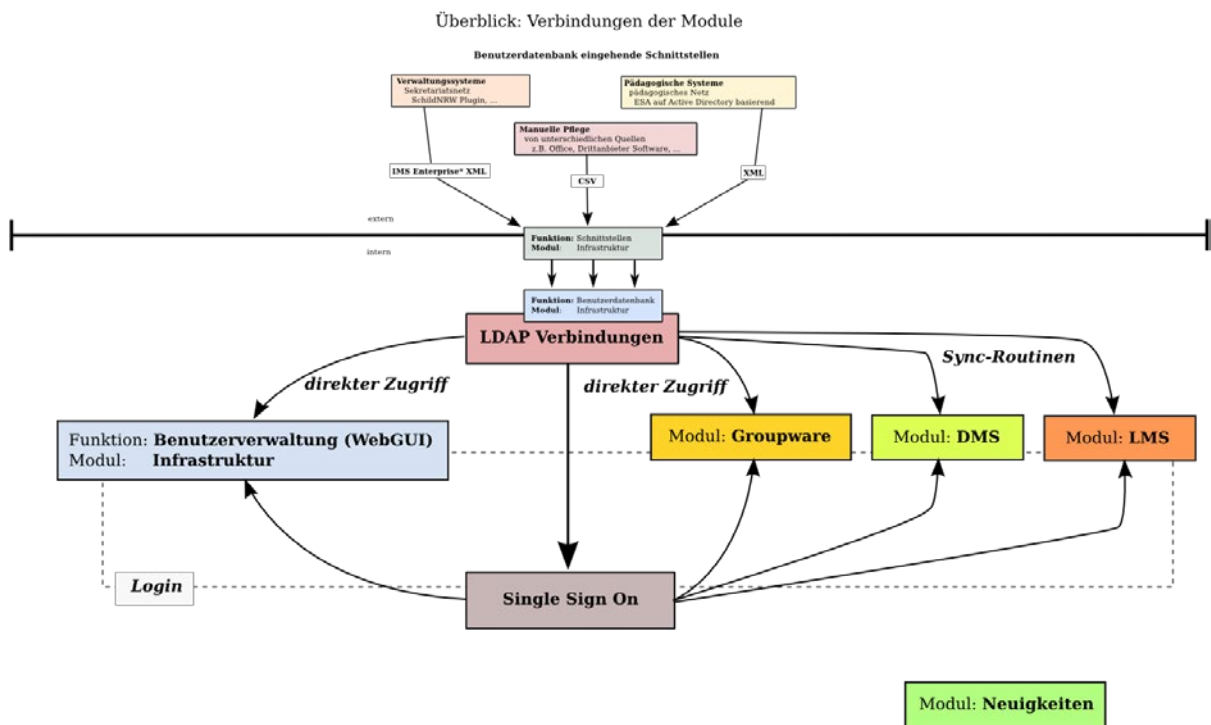 Überblick: Verbindungen der Module
Benutzerdatenbank eingehende Schnittstellen
Verwaltungssysteme
Sekretariatsnetz
SchildNRW Plugin, ...
Pädagogische Systeme
pädagogisches Netz
ESA auf Active Directory basierend
Manuelle Pflege
von unterschiedlichen Quellen
z.B. Office, Drittanbieter Software, ...
IMS Enterprise* XML
CSV
XML
extern
intern
Funktion: Schnittstellen
Modul: Infrastruktur
Funktion: Benutzerdatenbank
Modul: Infrastruktur
LDAP Verbindungen
direkter Zugriff
direkter Zugriff
Sync-Routinen
Funktion: Benutzerverwaltung (WebGUI)
Modul: Infrastruktur
Modul: Groupware
Modul: DMS
Modul: LMS
Login
Single Sign On
Modul: Neuigkeiten